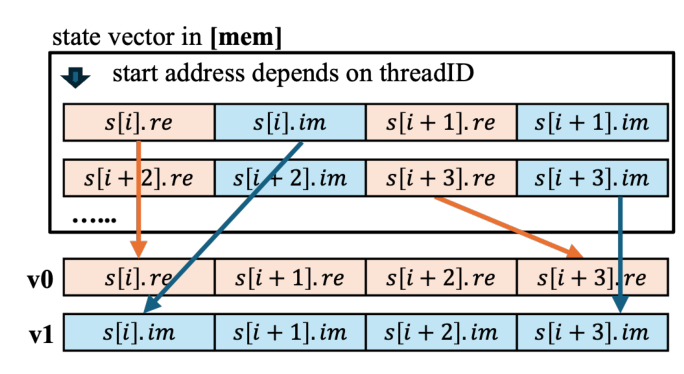 state vector in [mem]
start address depends on threadID
s[i].re s[i].im s[i + 1].re s[i + 1].im
s[i + 2].re s[i + 2].im s[i + 3].re s[i + 3].im
......
v0 s[i].re s[i + 1].re s[i + 2].re s[i + 3].re
v1 s[i].im s[i + 1].im s[i + 2].im s[i + 3].im